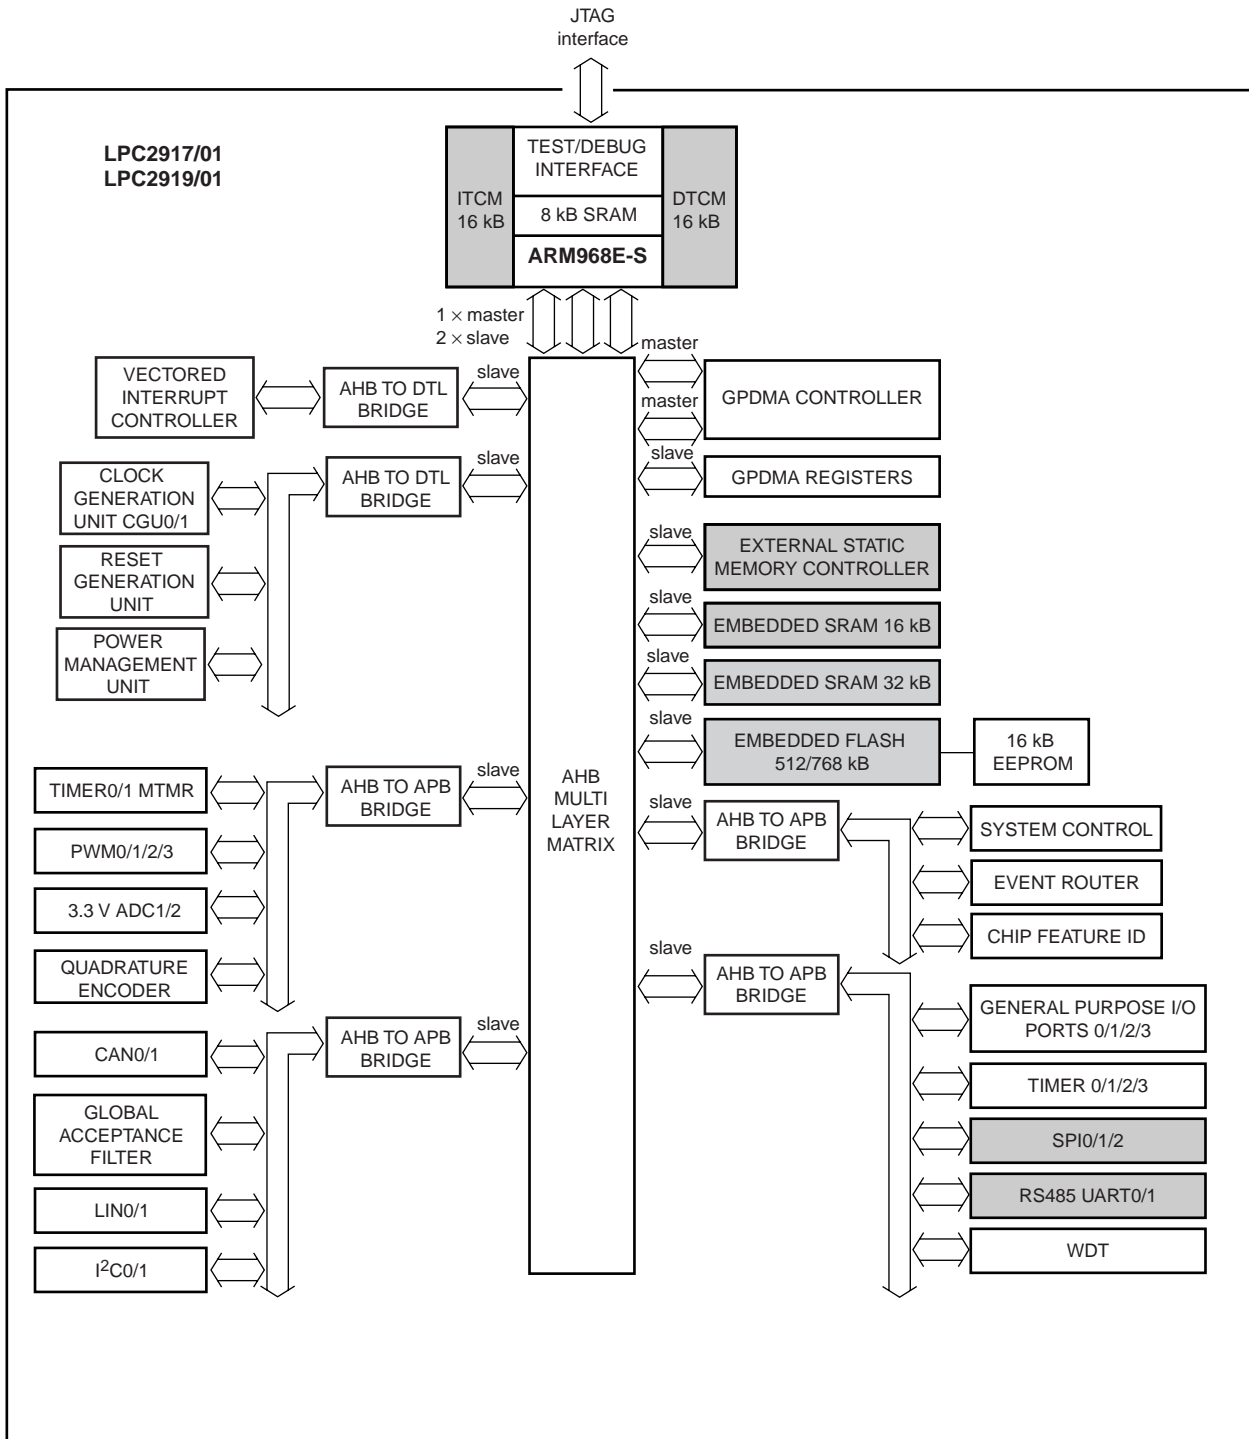 JTAG
interface
LPC2917/01
LPC2919/01
ITCM
16 kB
TEST/DEBUG
INTERFACE
8 kB SRAM
ARM968E-S
DTCM
16 kB
1 × master
2 × slave
VECTORED
INTERRUPT
CONTROLLER
AHB TO DTL
BRIDGE
slave
master
master
GPDMA CONTROLLER
CLOCK
GENERATION
UNIT CGU0/1
AHB TO DTL
BRIDGE
slave
slave
GPDMA REGISTERS
RESET
GENERATION
UNIT
POWER
MANAGEMENT
UNIT
slave
EXTERNAL STATIC
MEMORY CONTROLLER
slave
EMBEDDED SRAM 16 kB
slave
EMBEDDED SRAM 32 kB
slave
EMBEDDED FLASH
512/768 kB
16 kB
EEPROM
AHB
MULTI
LAYER
MATRIX
TIMER0/1 MTMR
PWM0/1/2/3
3.3 V ADC1/2
QUADRATURE
ENCODER
AHB TO APB
BRIDGE
slave
slave
AHB TO APB
BRIDGE
SYSTEM CONTROL
EVENT ROUTER
CHIP FEATURE ID
CAN0/1
GLOBAL
ACCEPTANCE
FILTER
LIN0/1
I²C0/1
AHB TO APB
BRIDGE
slave
slave
AHB TO APB
BRIDGE
GENERAL PURPOSE I/O
PORTS 0/1/2/3
TIMER 0/1/2/3
SPI0/1/2
RS485 UART0/1
WDT